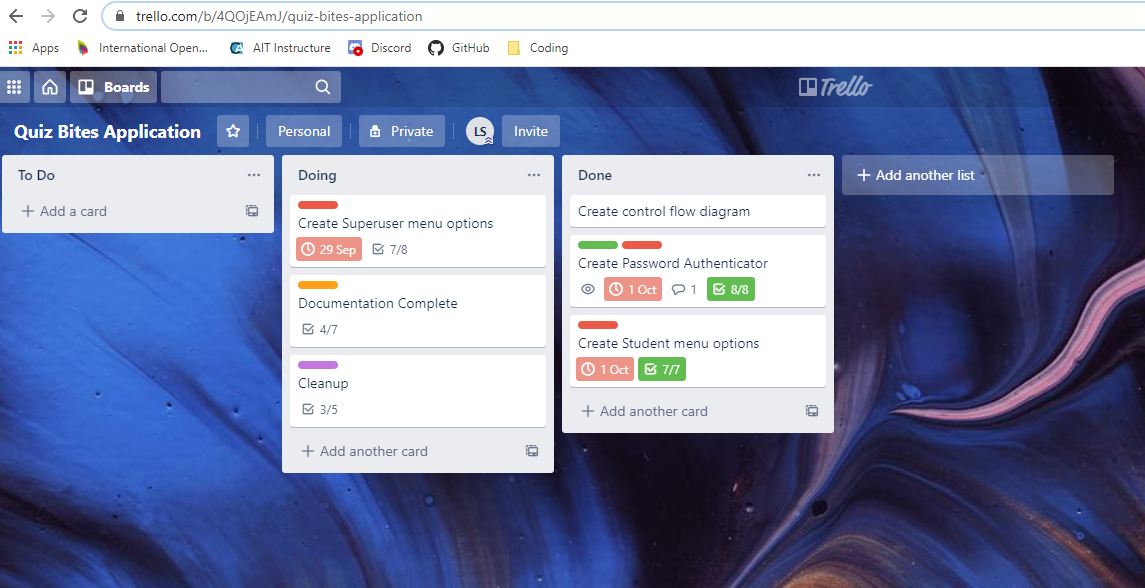 trello.com/b/4QOjEAmJ/quiz-bites-application
Apps International Open... AIT Instructure Discord GitHub Coding
Boards Trello
Quiz Bites Application Personal Private LS Invite
To Do
Add a card
Doing
Create Superuser menu options
29 Sep 7/8
Documentation Complete
4/7
Cleanup
3/5
Add another card
Done
Create control flow diagram
Create Password Authenticator
1 Oct 1 8/8
Create Student menu options
1 Oct 7/7
Add another card
Add another list